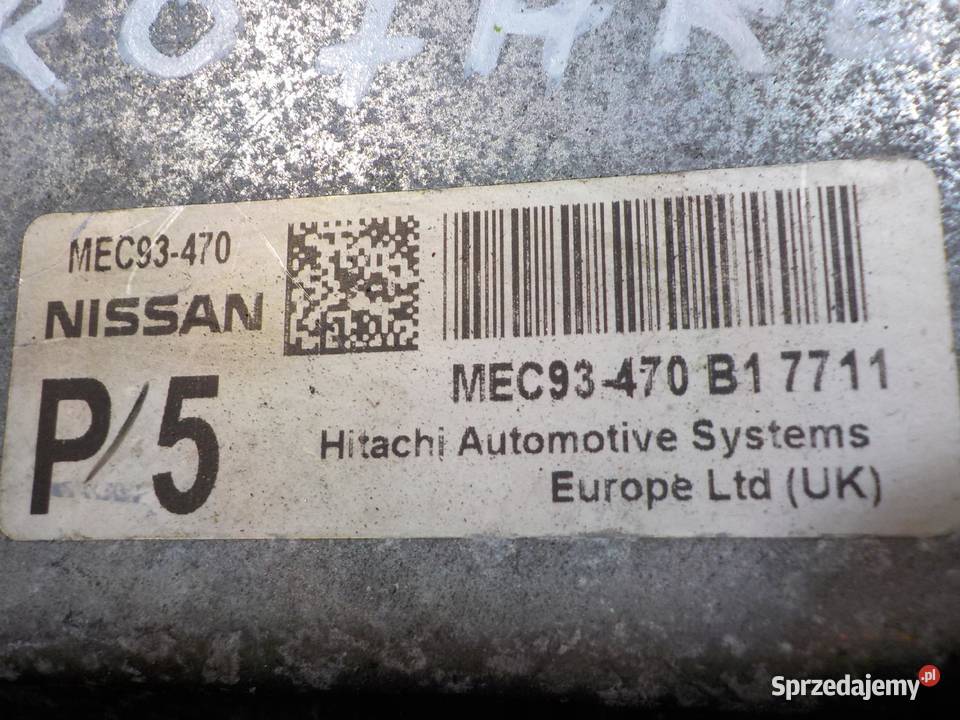 MEC93-470
NISSAN
P/5
MEC93-470 B1 7711
Hitachi Automotive Systems
Europe Ltd (UK)
Sprzedajemy.pl